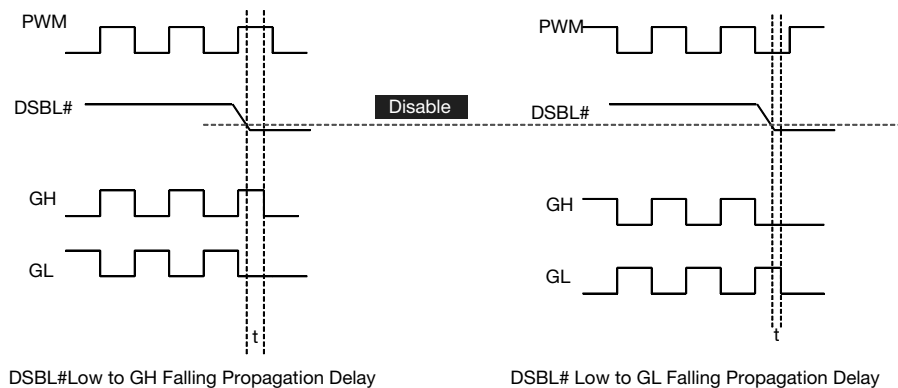 PWM
DSBL#
GH
GL
t
DSBL#Low to GH Falling Propagation Delay
Disable
PWM
DSBL#
GH
GL
t
DSBL# Low to GL Falling Propagation Delay